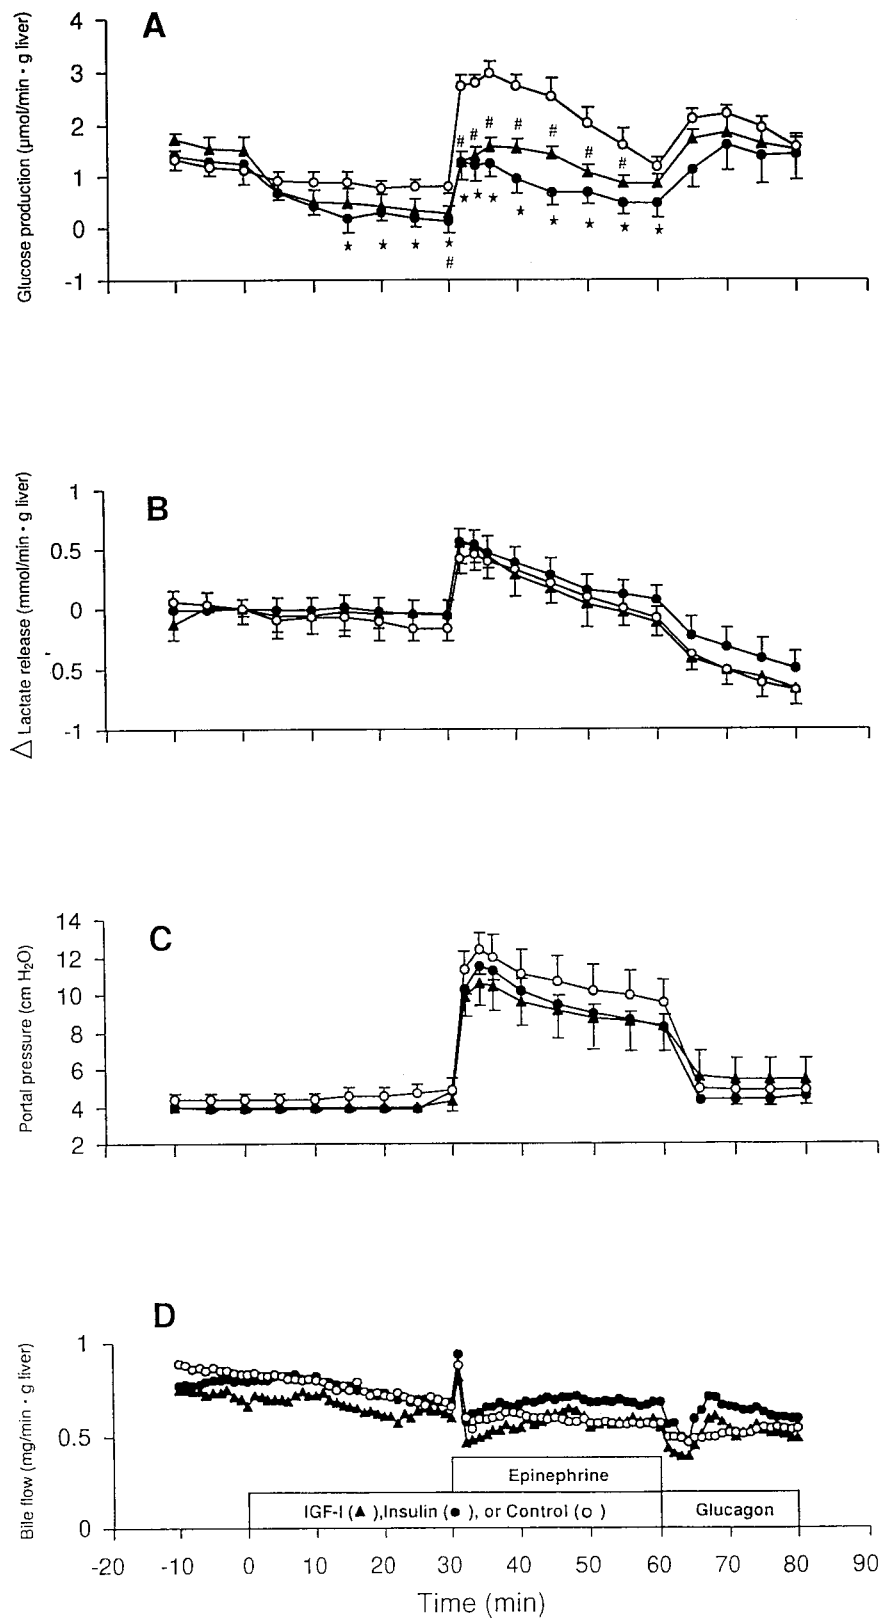 A
Glucose production (µmol/min · g liver)
4
3
2
1
0
-1
# # # # # # #
* * * * * * * *
* * * *
#
B
Δ Lactate release (mmol/min · g liver)
1
0.5
0
0.5
-1
C
Portal pressure (cm H2O)
14
12
10
8
6
4
2
D
Bile flow (mg/min · g liver)
1
0.5
0
Epinephrine
IGF-I (▲), Insulin (●), or Control (○)
Glucagon
-20 -10 0 10 20 30 40 50 60 70 80 90
Time (min)